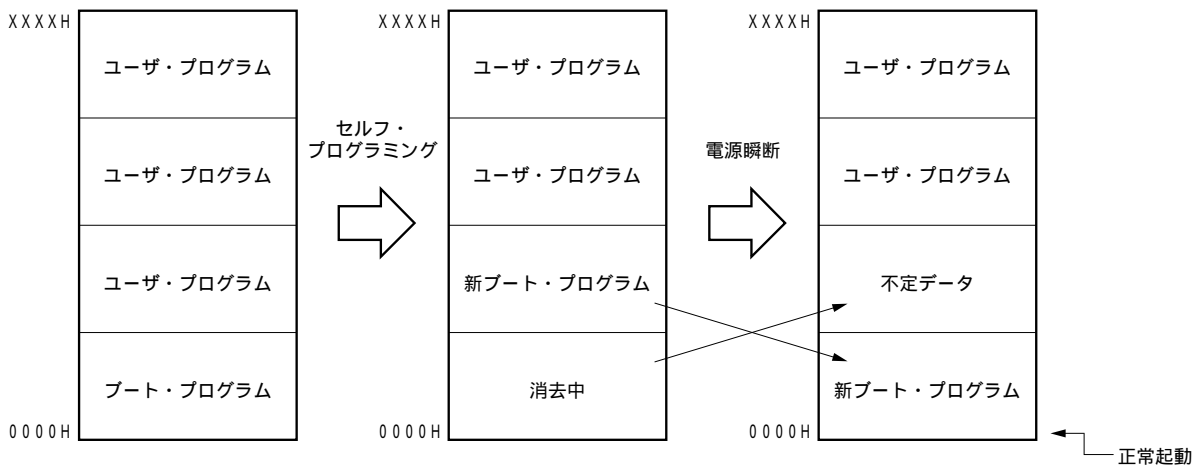 XXXXH
ユーザ・プログラム
ユーザ・プログラム
ユーザ・プログラム
ブート・プログラム
0000H
セルフ・
プログラミング
XXXXH
ユーザ・プログラム
ユーザ・プログラム
新ブート・プログラム
消去中
0000H
電源瞬断
XXXXH
ユーザ・プログラム
ユーザ・プログラム
不定データ
新ブート・プログラム
0000H
正常起動